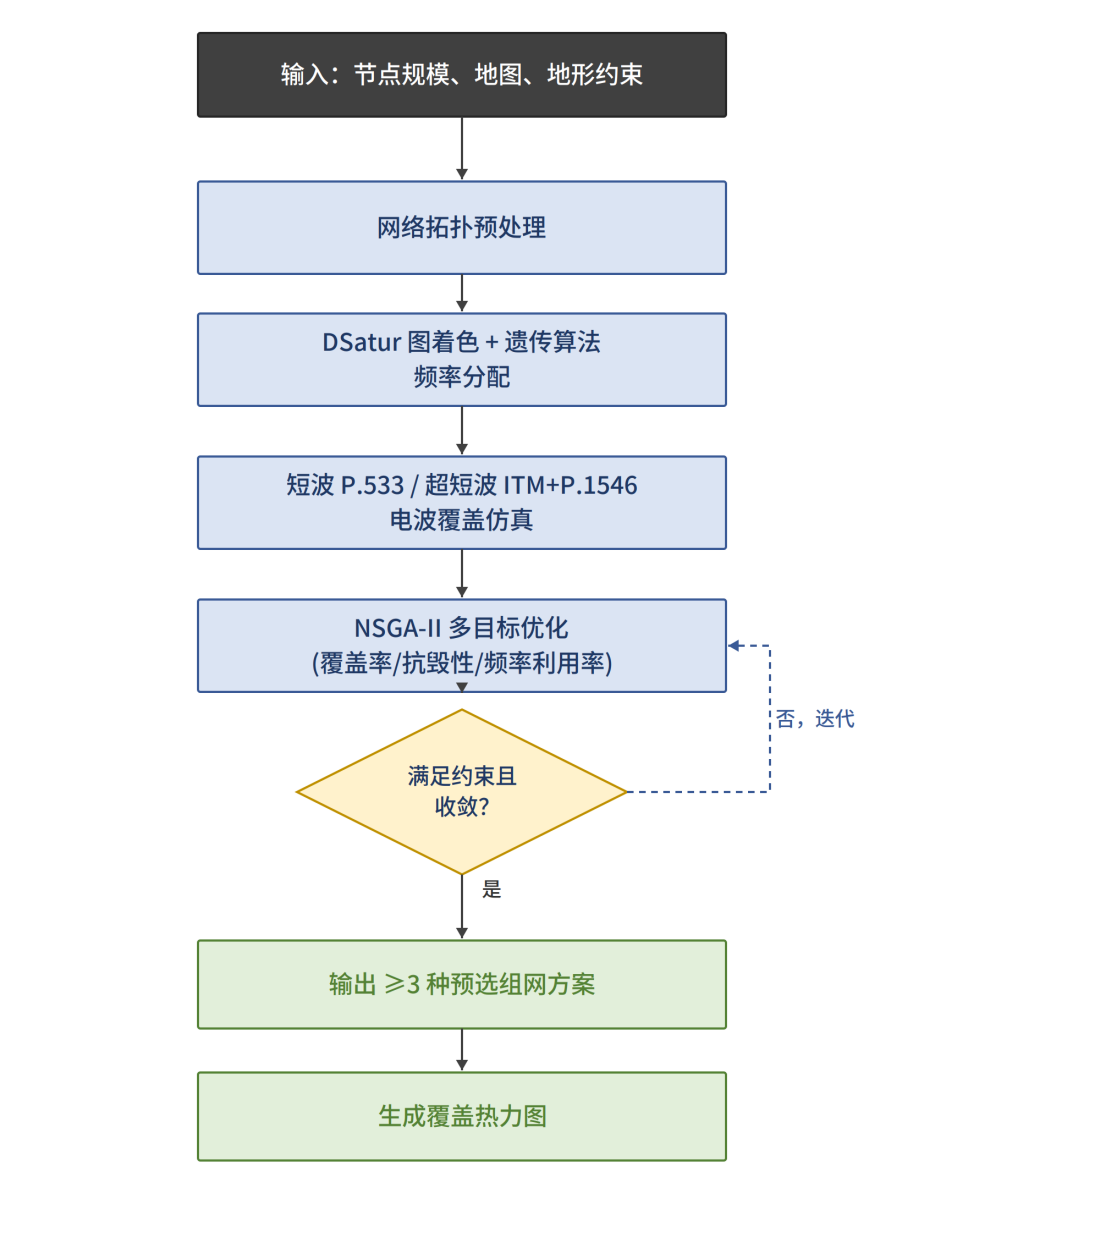 输入：节点规模、地图、地形约束
网络拓扑预处理
DSatur 图着色 + 遗传算法
频率分配
短波 P.533 / 超短波 ITM+P.1546
电波覆盖仿真
NSGA-II 多目标优化
(覆盖率/抗毁性/频率利用率)
否，迭代
满足约束且
收敛?
是
输出 ≥3 种预选组网方案
生成覆盖热力图